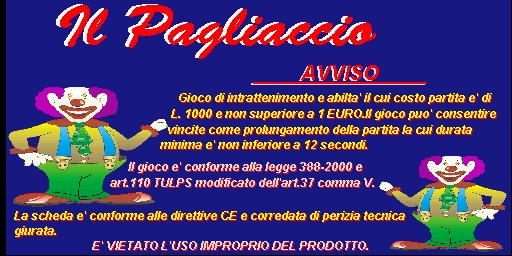 Il Pagliaccio
AVVISO
Gioco di intrattenimento e abilta' il cui costo partita e' di
L. 1000 e non superiore a 1 EURO.Il gioco puo' consentire
vincite come prolungamento della partita la cui durata
minima e' non inferiore a 12 secondi.
Il gioco e' conforme alla legge 388-2000 e
art.110 TULPS modificato dell'art.37 comma V.
La scheda e' conforme alle direttive CE e corredata di perizia tecnica
giurata.
E' VIETATO L'USO IMPROPRIO DEL PRODOTTO.